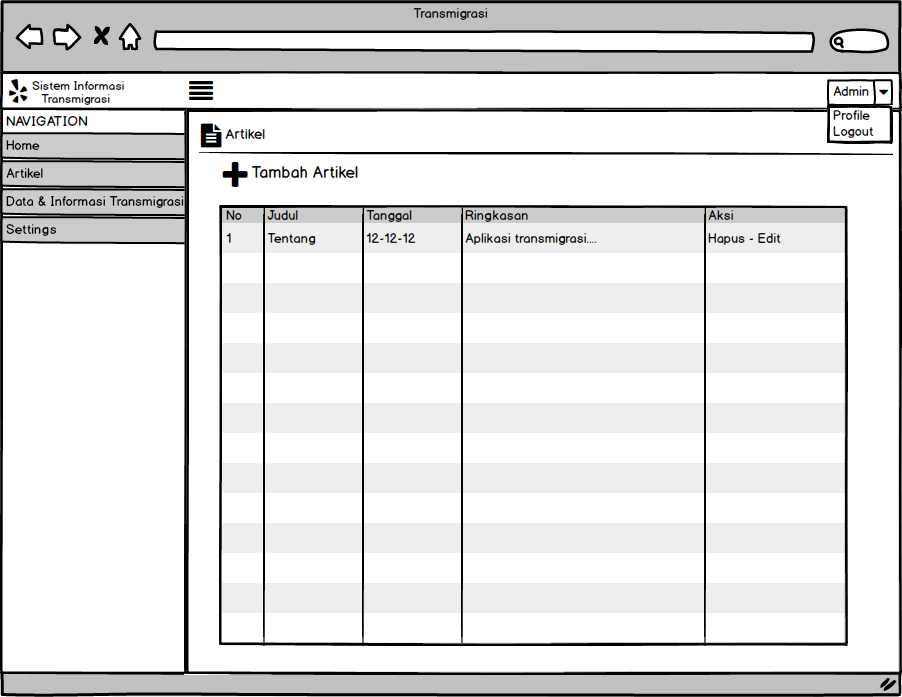 Transmigrasi
Sistem Informasi
Transmigrasi
Admin
Profile
Logout
NAVIGATION
Home
Artikel
Data & Informasi Transmigrasi
Settings
Artikel
Tambah Artikel
No Judul Tanggal Ringkasan Aksi
1 Tentang 12-12-12 Aplikasi transmigrasi.... Hapus - Edit